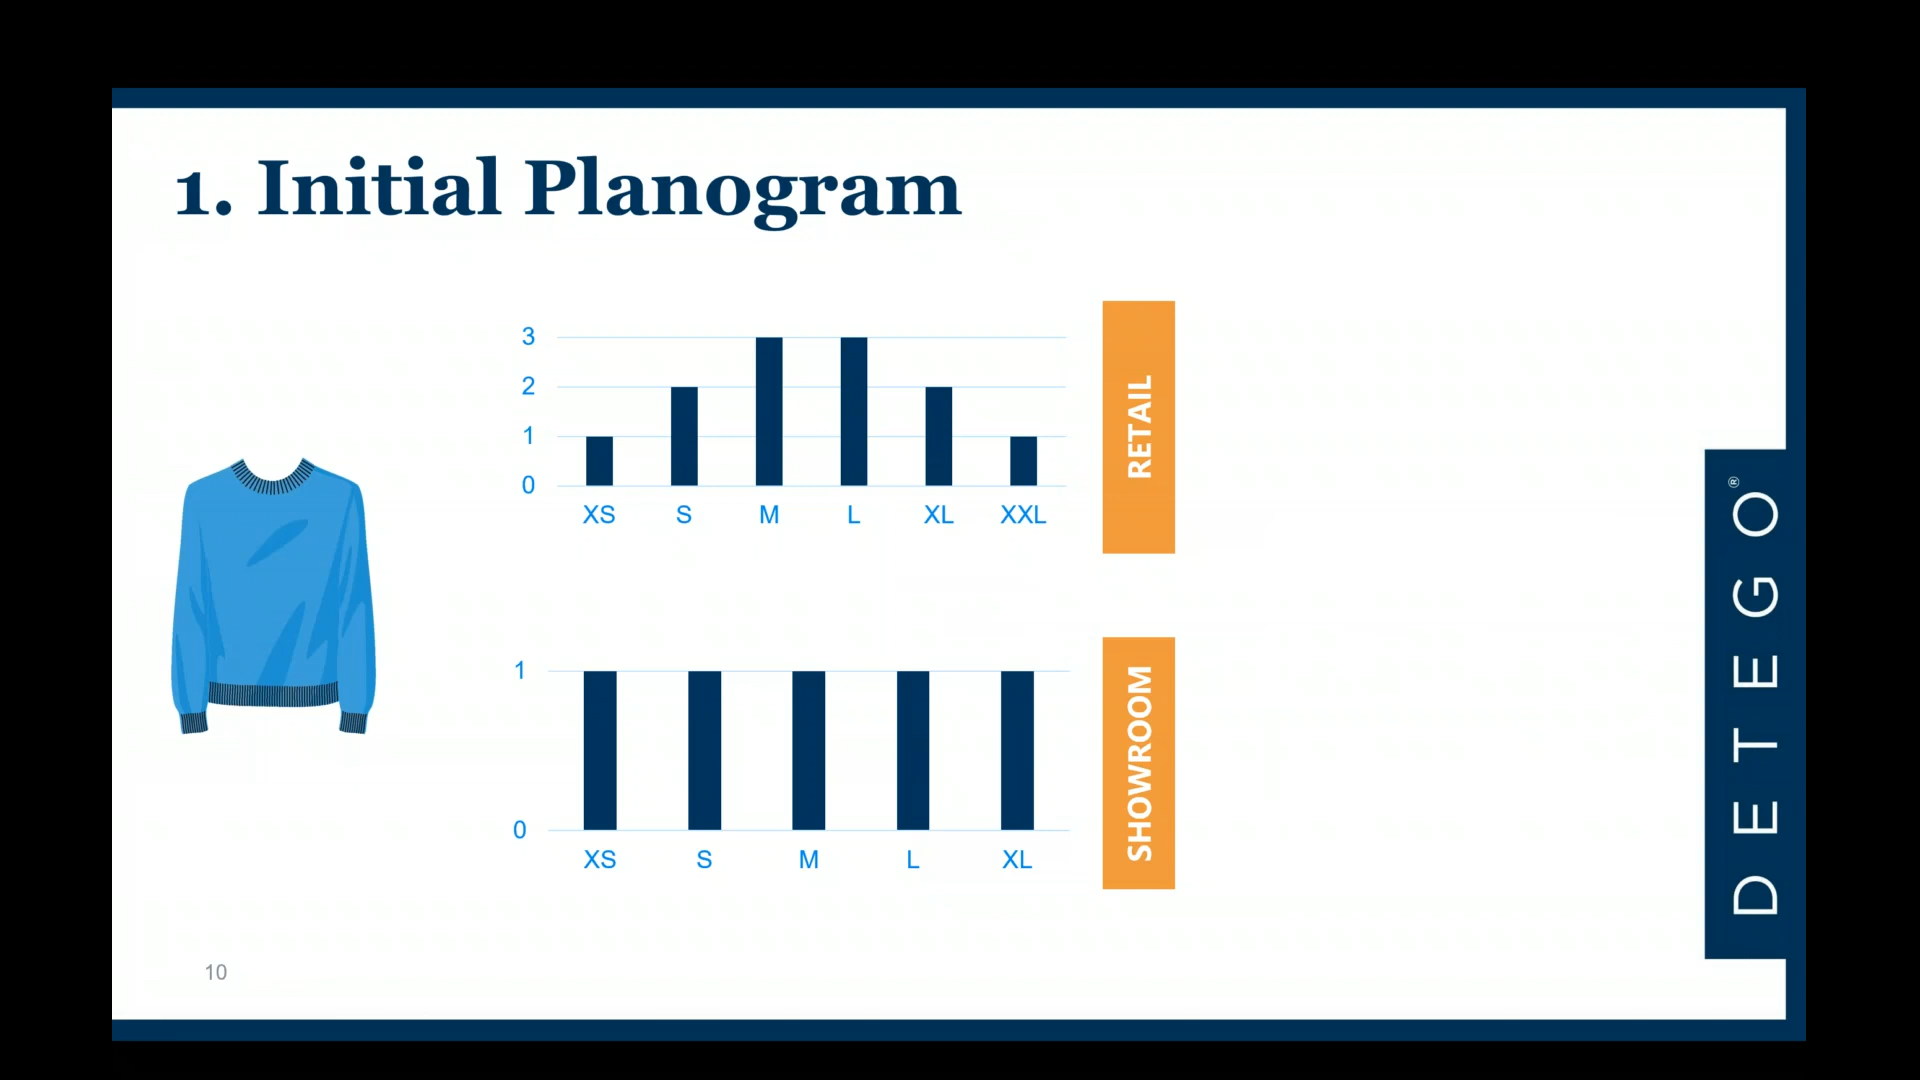 1. Initial Planogram
3
2
1
0
XS S M L XL XXL
RETAIL
1
0
XS S M L XL
SHOWROOM
DETEGO®
10